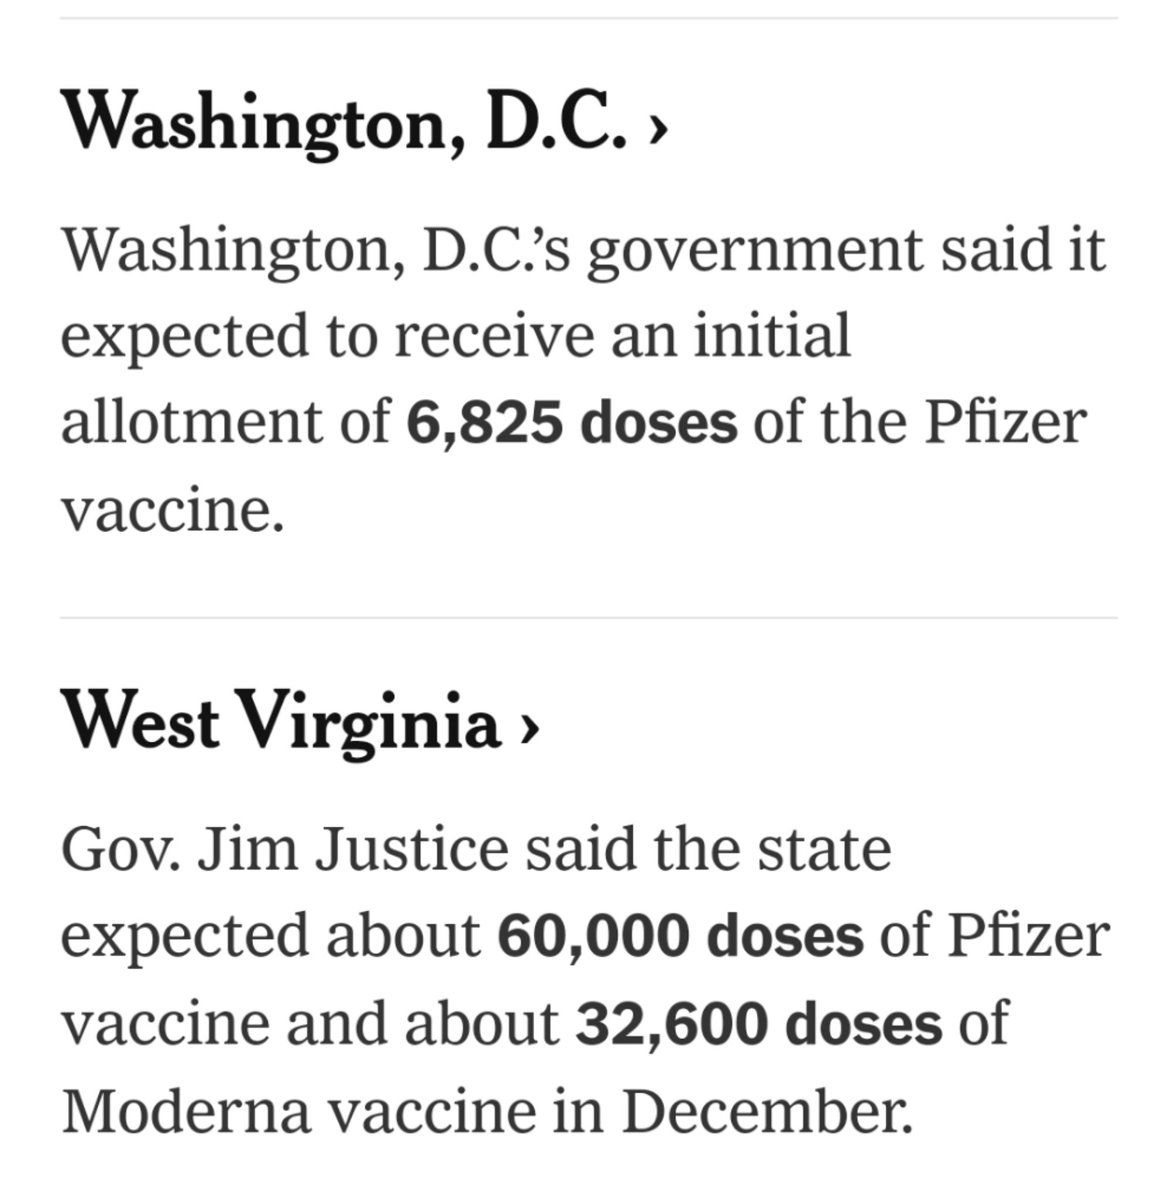 Washington, D.C. ›
Washington, D.C.’s government said it
expected to receive an initial
allotment of 6,825 doses of the Pfizer
vaccine.
West Virginia ›
Gov. Jim Justice said the state
expected about 60,000 doses of Pfizer
vaccine and about 32,600 doses of
Moderna vaccine in December.